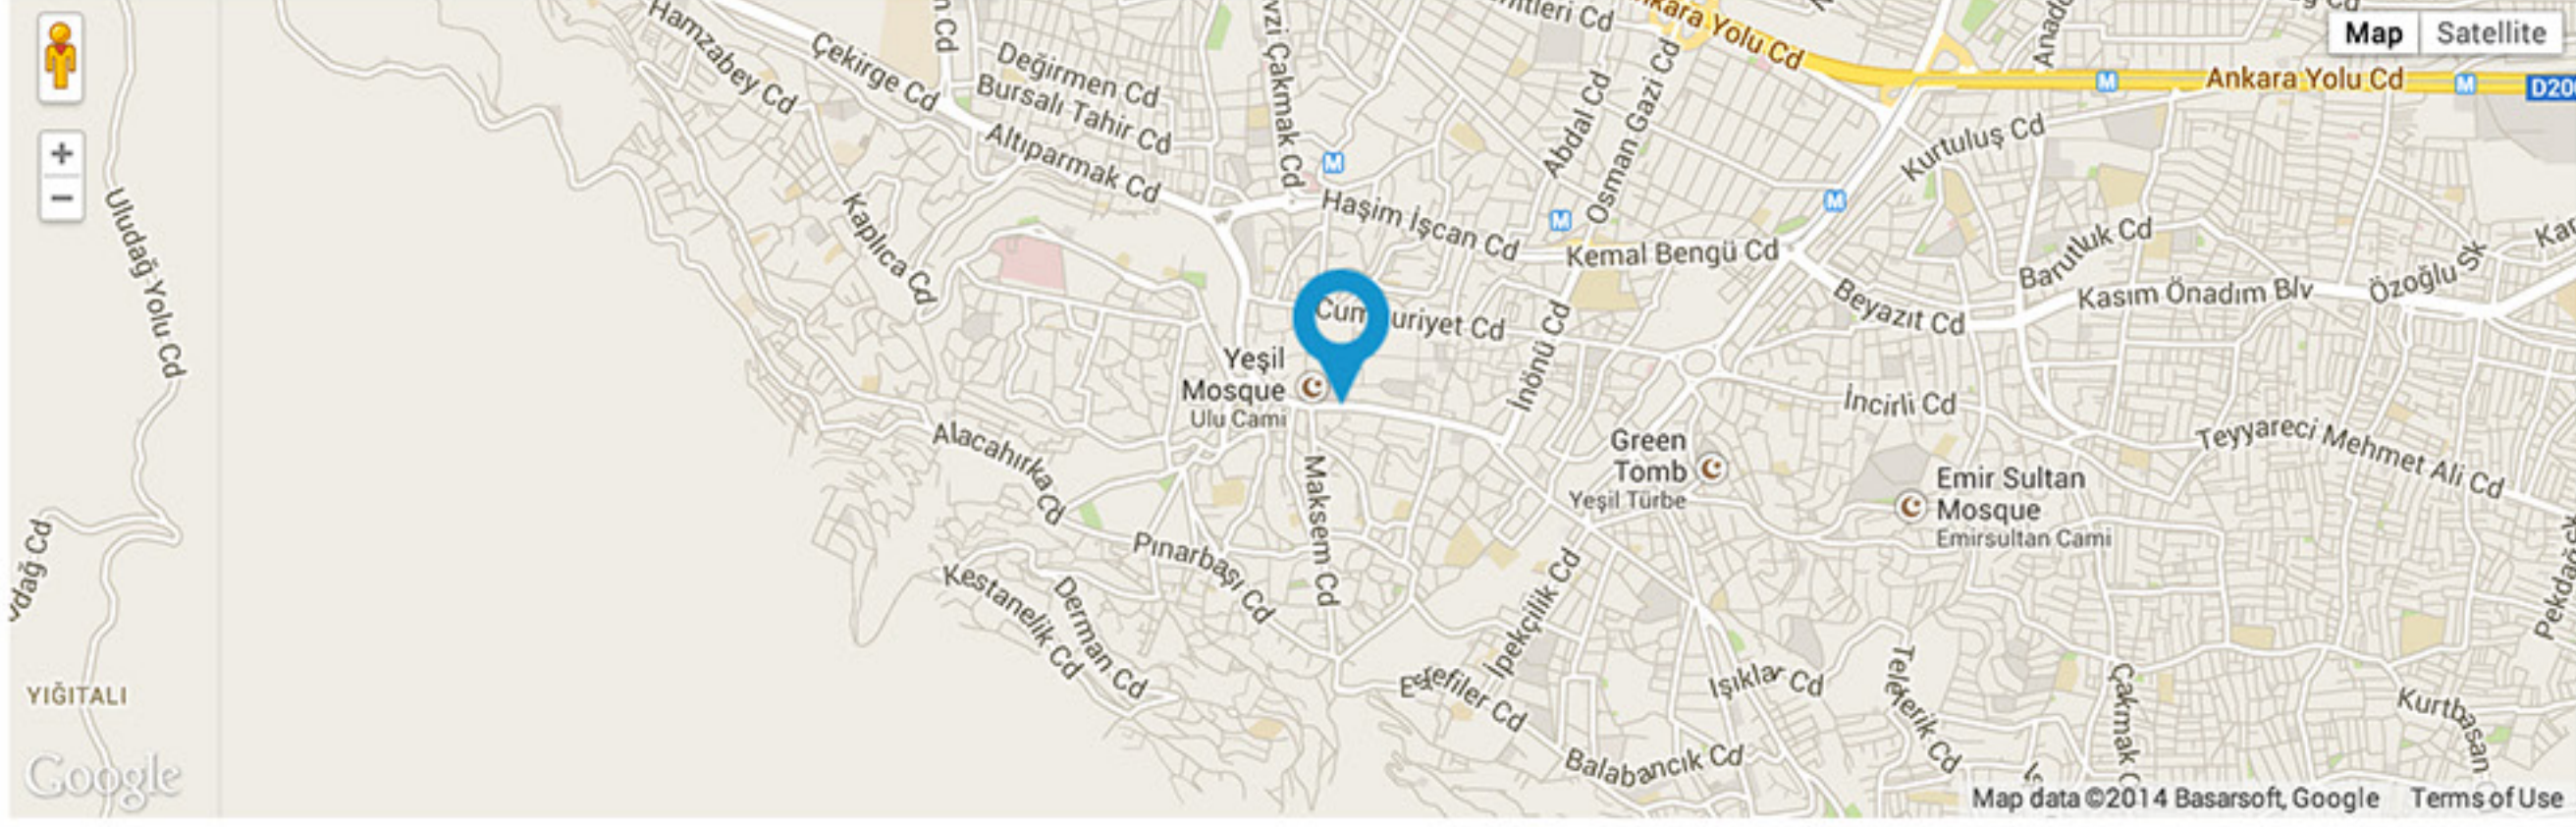 Hamzabey Cd
Çekirge Cd
Değirmen Cd
Bursalı Tahir Cd
Altıparmak Cd
Çakmak Cd
Abdal Cd
Osman Gazi Cd
Yolu Cd
Map
Satellite
Ankara Yolu Cd
M
M
M
M
M
Kurtuluş Cd
+
−
Uludağ Yolu Cd
Kaplıca Cd
Haşim İşcan Cd
Kemal Bengü Cd
Barutluk Cd
Beyazıt Cd
Kasım Önadım Blv
Özoğlu Sk
İnönü Cd
Yeşil
Mosque
Ulu Cami
İncirli Cd
Alacahırka Cd
Maksem Cd
Green
Tomb
Yeşil Türbe
Emir Sultan
Mosque
Emirsultan Cami
Teyyareci Mehmet Ali Cd
Pınarbaşı Cd
Kestanelik Cd
Derman Cd
İpekçilik Cd
Işıklar Cd
Teleferik Cd
Çakmak
Kurtbasan
Balabancık Cd
YIĞITALI
Google
Map data ©2014 Basarsoft, Google
Terms of Use